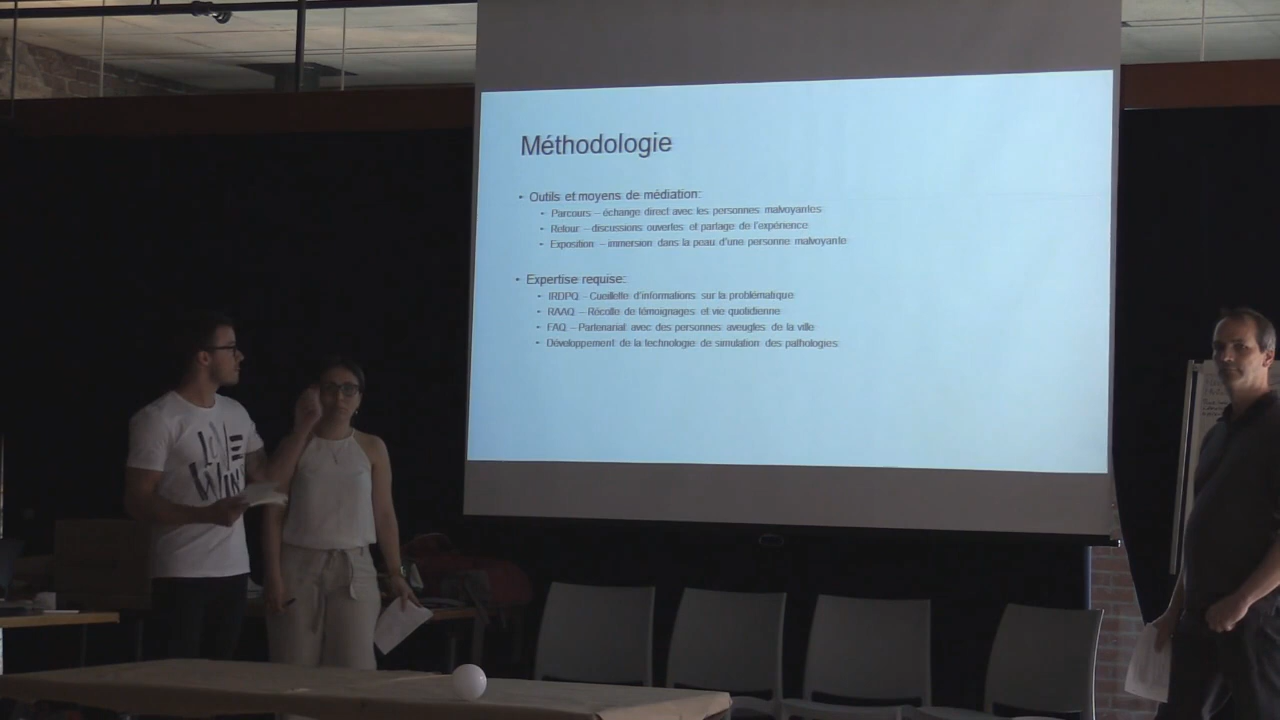 Méthodologie
• Outils et moyens de médiation:
• Parcours – échange direct avec les personnes malvoyantes
• Retour – discussions ouvertes et partage de l'expérience
• Exposition – immersion dans la peau d'une personne malvoyante
• Expertise requise:
• IRDPQ – Cueillette d'informations sur la problématique
• RAAQ – Récolte de témoignages et vie quotidienne
• FAQ – Partenariat avec des personnes aveugles de la ville
• Développement de la technologie de simulation des pathologies
LOVE
WINS